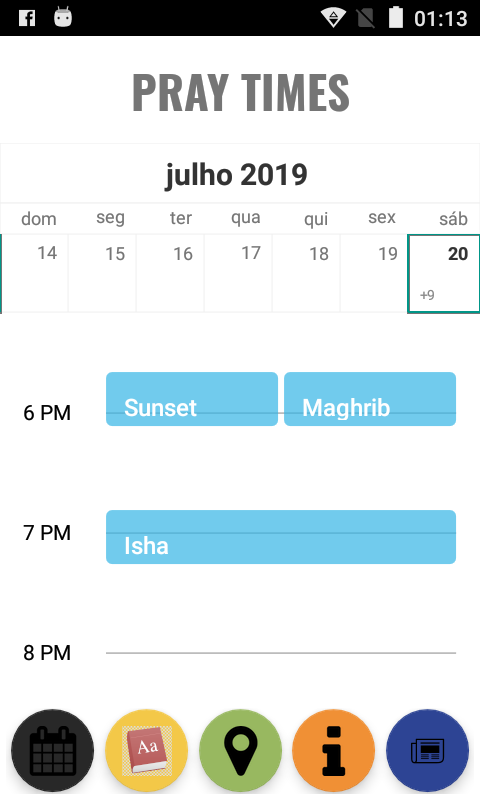 01:13
PRAY TIMES
julho 2019
dom seg ter qua qui sex sáb
14 15 16 17 18 19 20
+9
Sunset Maghrib
6 PM
7 PM
Isha
8 PM
Aa